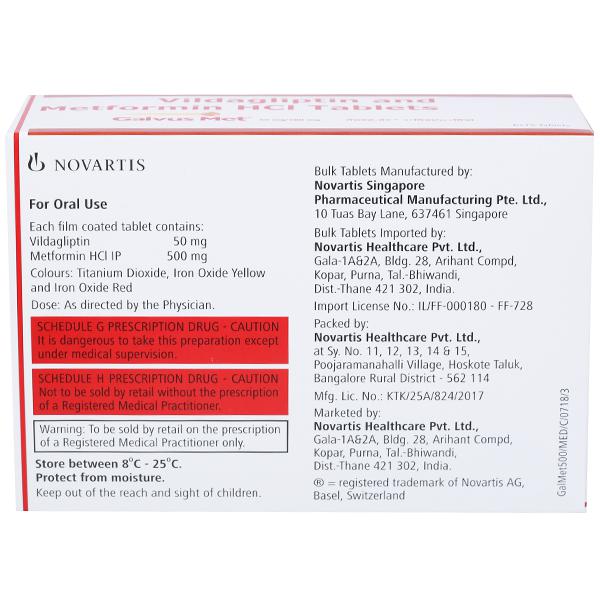 Vildagliptin and
Metformin HCl Tablets
Galvus Met
NOVARTIS
For Oral Use
Each film coated tablet contains:
Vildagliptin 50 mg
Metformin HCl IP 500 mg
Colours: Titanium Dioxide, Iron Oxide Yellow
and Iron Oxide Red
Dose: As directed by the Physician.
SCHEDULE G PRESCRIPTION DRUG - CAUTION
It is dangerous to take this preparation except
under medical supervision.
SCHEDULE H PRESCRIPTION DRUG - CAUTION
Not to be sold by retail without the prescription
of a Registered Medical Practitioner.
Warning: To be sold by retail on the prescription
of a Registered Medical Practitioner only.
Store between 8°C - 25°C.
Protect from moisture.
Keep out of the reach and sight of children.
Bulk Tablets Manufactured by:
Novartis Singapore
Pharmaceutical Manufacturing Pte. Ltd.,
10 Tuas Bay Lane, 637461 Singapore
Bulk Tablets Imported by:
Novartis Healthcare Pvt. Ltd.,
Gala-1A&2A, Bldg. 28, Arihant Compd,
Kopar, Purna, Tal.-Bhiwandi,
Dist.-Thane 421 302, India.
Import License No.: IL/FF-000180 - FF-728
Packed by:
Novartis Healthcare Pvt. Ltd.,
at Sy. No. 11, 12, 13, 14 & 15,
Poojaramanahalli Village, Hoskote Taluk,
Bangalore Rural District - 562 114
Mfg. Lic. No.: KTK/25A/824/2017
Marketed by:
Novartis Healthcare Pvt. Ltd.,
Gala-1A&2A, Bldg. 28, Arihant Compd,
Kopar, Purna, Tal.-Bhiwandi,
Dist.-Thane 421 302, India.
® = registered trademark of Novartis AG,
Basel, Switzerland
GalMet500/MED/C/0718/3